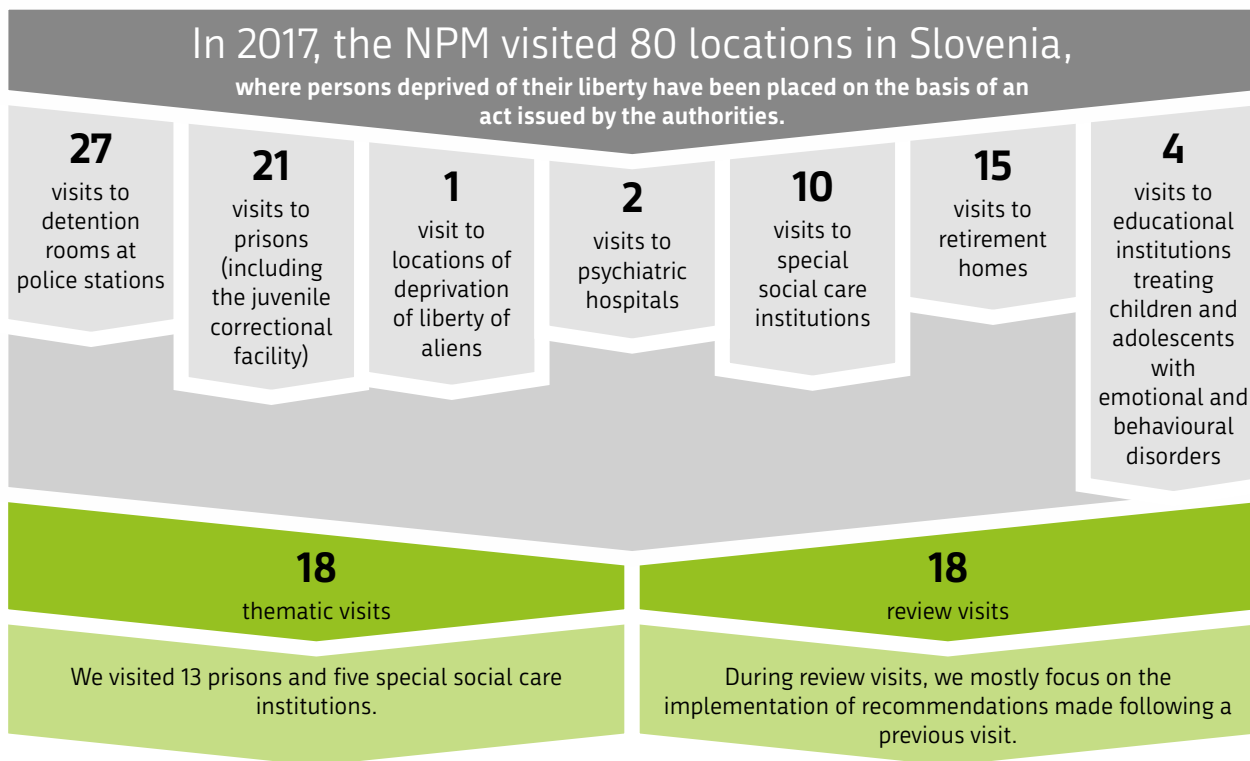 In 2017, the NPM visited 80 locations in Slovenia,
where persons deprived of their liberty have been placed on the basis of an
act issued by the authorities.
27
visits to
detention
rooms at
police stations
21
visits to
prisons
(including
the juvenile
correctional
facility)
1
visit to
locations of
deprivation
of liberty of
aliens
2
visits to
psychiatric
hospitals
10
visits to
special
social care
institutions
15
visits to
retirement
homes
4
visits to
educational
institutions
treating
children and
adolescents
with
emotional and
behavioural
disorders
18
thematic visits
18
review visits
We visited 13 prisons and five special social care
institutions.
During review visits, we mostly focus on the
implementation of recommendations made following a
previous visit.